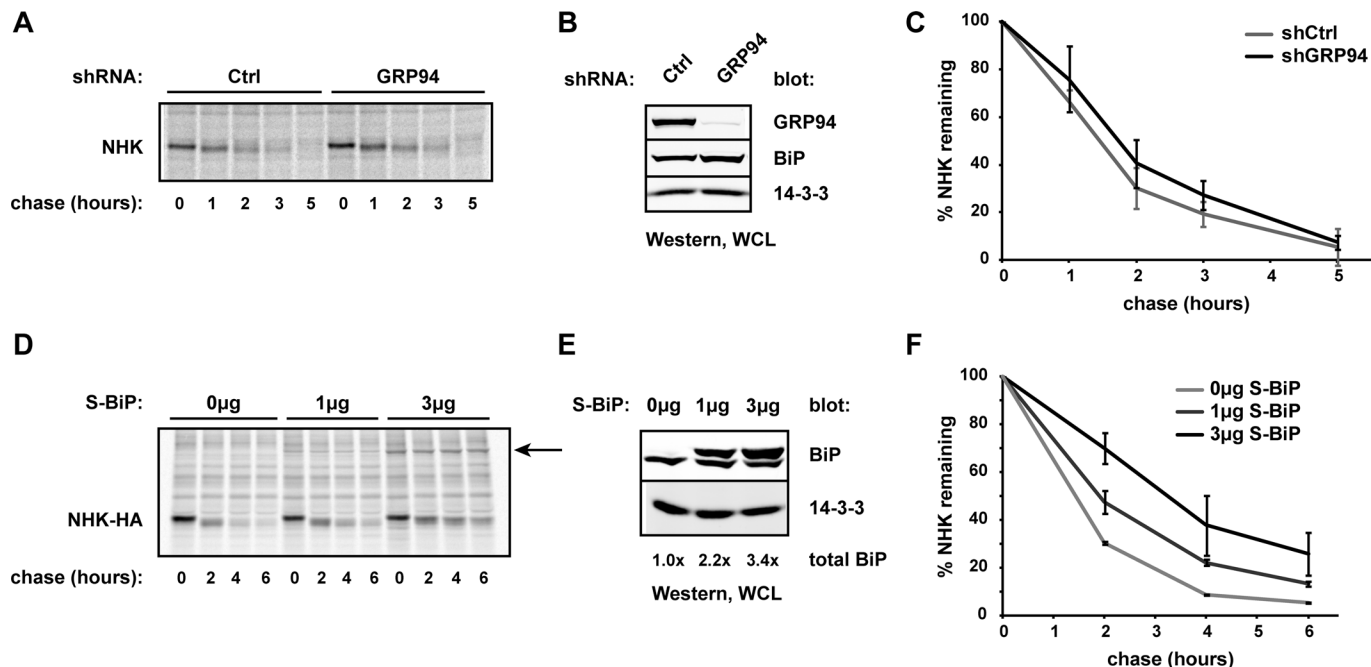 A
shRNA: Ctrl GRP94
NHK
chase (hours): 0 1 2 3 5 0 1 2 3 5
B
shRNA: Ctrl GRP94 blot:
GRP94
BiP
14-3-3
Western, WCL
C
% NHK remaining
100
80
60
40
20
0
0 1 2 3 4 5
chase (hours)
shCtrl
shGRP94
D
S-BiP: 0µg 1µg 3µg
NHK-HA
chase (hours): 0 2 4 6 0 2 4 6 0 2 4 6
E
S-BiP: 0µg 1µg 3µg blot:
BiP
14-3-3
1.0x 2.2x 3.4x total BiP
Western, WCL
F
% NHK remaining
100
80
60
40
20
0
0 1 2 3 4 5 6
chase (hours)
0µg S-BiP
1µg S-BiP
3µg S-BiP